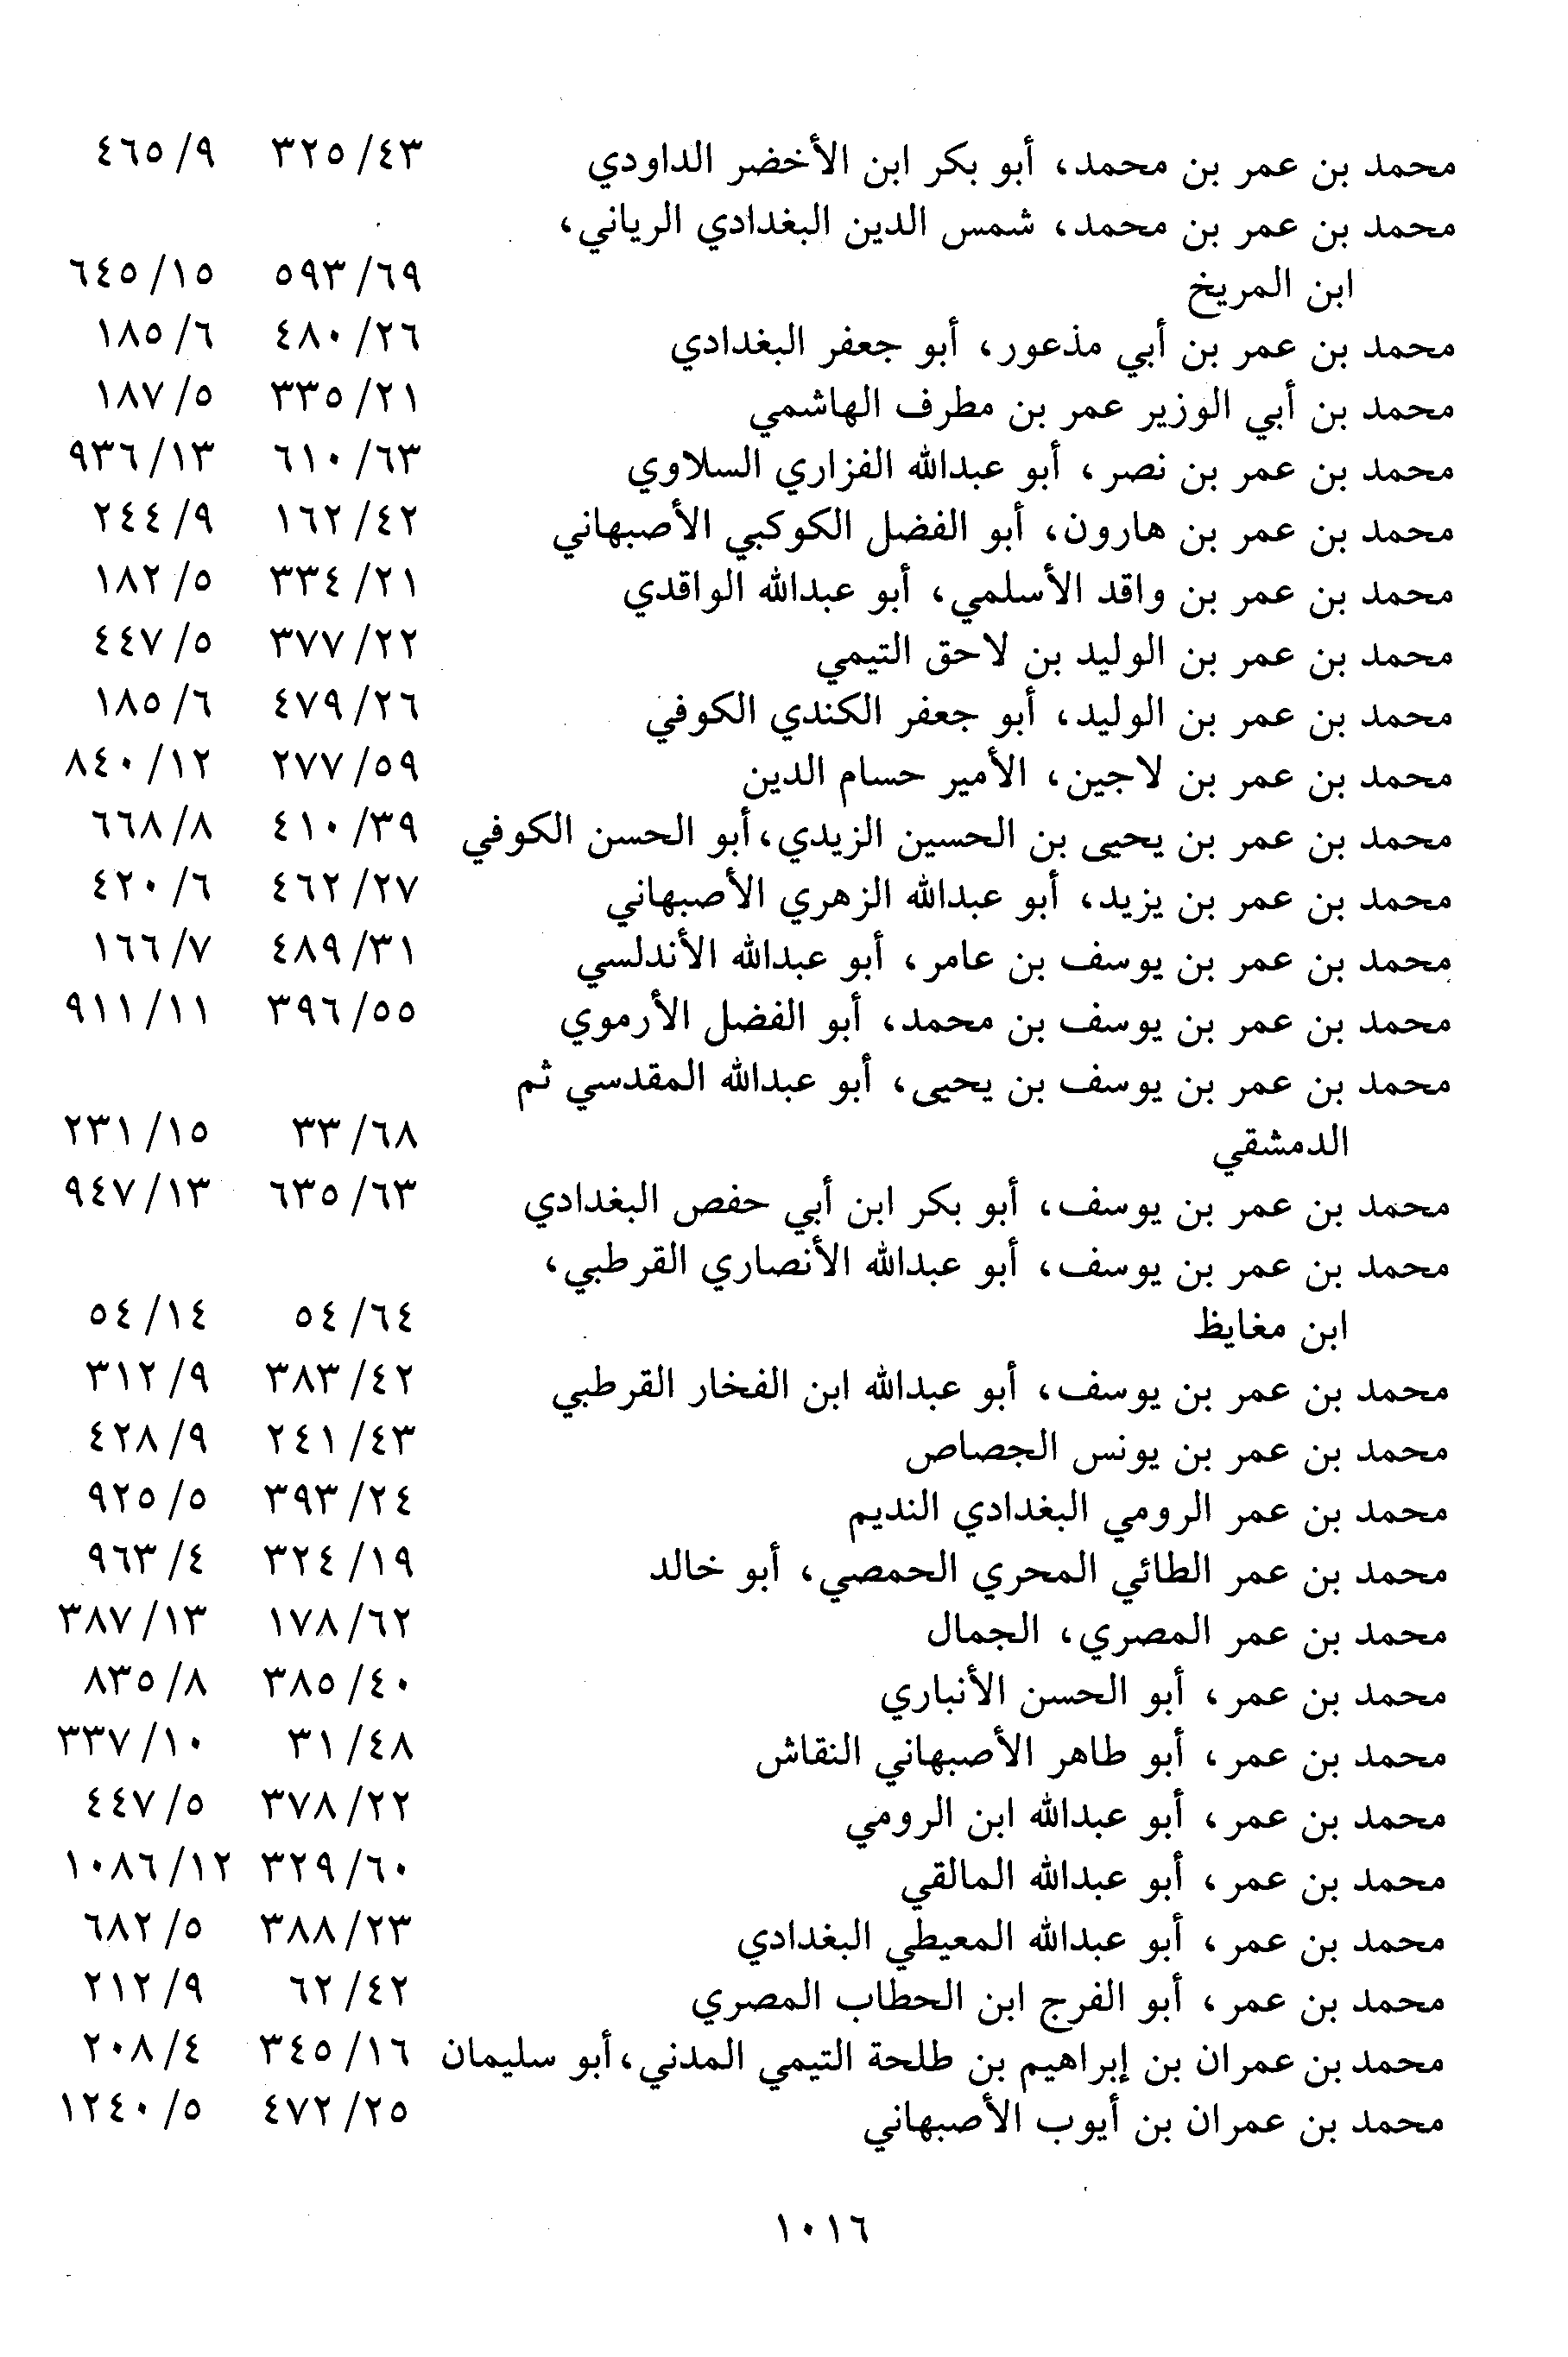 محمد بن عمر بن محمد، أبو بكر ابن الأخضر الداودي ٤٣/ ٣٢٥ ٩/ ٤٦٥
محمد بن عمر بن محمد، شمس الدين البغدادي الرياني،
ابن المريخ ٦٩/ ٥٩٣ ١٥/ ٦٤٥
محمد بن عمر بن أبي مذعور، أبو جعفر البغدادي ٢٦/ ٤٨٠ ٦/ ١٨٥
محمد بن أبي الوزير عمر بن مطرف الهاشمي ٢١/ ٣٣٥ ٥/ ١٨٧
محمد بن عمر بن نصر، أبو عبدالله الفزاري السلاوي ٦٣/ ٦١٠ ١٣/ ٩٣٦
محمد بن عمر بن هارون، أبو الفضل الكوكبي الأصبهاني ٤٢/ ١٦٢ ٩/ ٢٤٤
محمد بن عمر بن واقد الأسلمي، أبو عبدالله الواقدي ٢١/ ٣٣٤ ٥/ ١٨٢
محمد بن عمر بن الوليد بن لاحق التيمي ٢٢/ ٣٧٧ ٥/ ٤٤٧
محمد بن عمر بن الوليد، أبو جعفر الكندي الكوفي ٢٦/ ٤٧٩ ٦/ ١٨٥
محمد بن عمر بن لاجين، الأمير حسام الدين ٥٩/ ٢٧٧ ١٢/ ٨٤٠
محمد بن عمر بن يحيى بن الحسين الزيدي، أبو الحسن الكوفي ٣٩/ ٤١٠ ٨/ ٦٦٨
محمد بن عمر بن يزيد، أبو عبدالله الزهري الأصبهاني ٢٧/ ٤٦٢ ٦/ ٤٢٠
محمد بن عمر بن يوسف بن عامر، أبو عبدالله الأندلسي ٣١/ ٤٨٩ ٧/ ١٦٦
محمد بن عمر بن يوسف بن محمد، أبو الفضل الأرموي ٥٥/ ٣٩٦ ١١/ ٩١١
محمد بن عمر بن يوسف بن يحيى، أبو عبدالله المقدسي ثم
الدمشقي ٦٨/ ٣٣ ١٥/ ٢٣١
محمد بن عمر بن يوسف، أبو بكر ابن أبي حفص البغدادي ٦٣/ ٦٣٥ ١٣/ ٩٤٧
محمد بن عمر بن يوسف، أبو عبدالله الأنصاري القرطبي،
ابن مغايظ ٦٤/ ٥٤ ١٤/ ٥٤
محمد بن عمر بن يوسف، أبو عبدالله ابن الفخار القرطبي ٤٢/ ٣٨٣ ٩/ ٣١٢
محمد بن عمر بن يونس الجصاص ٤٣/ ٢٤١ ٩/ ٤٢٨
محمد بن عمر الرومي البغدادي النديم ٢٤/ ٣٩٣ ٥/ ٩٢٥
محمد بن عمر الطائي المحري الحمصي، أبو خالد ١٩/ ٣٢٤ ٤/ ٩٦٣
محمد بن عمر المصري، الجمال ٦٢/ ١٧٨ ١٣/ ٣٨٧
محمد بن عمر، أبو الحسن الأنباري ٤٠/ ٣٨٥ ٨/ ٨٣٥
محمد بن عمر، أبو طاهر الأصبهاني النقاش ٤٨/ ٣١ ١٠/ ٣٣٧
محمد بن عمر، أبو عبدالله ابن الرومي ٢٢/ ٣٧٨ ٥/ ٤٤٧
محمد بن عمر، أبو عبدالله المالقي ٦٠/ ٣٢٩ ١٢/ ١٠٨٦
محمد بن عمر، أبو عبدالله المعيطي البغدادي ٢٣/ ٣٨٨ ٥/ ٦٨٢
محمد بن عمر، أبو الفرج ابن الحطاب المصري ٤٢/ ٦٢ ٩/ ٢١٢
محمد بن عمران بن إبراهيم بن طلحة التيمي المدني، أبو سليمان ١٦/ ٣٤٥ ٤/ ٢٠٨
محمد بن عمران بن أيوب الأصبهاني ٢٥/ ٤٧٢ ٥/ ١٢٤٠
١٠١٦